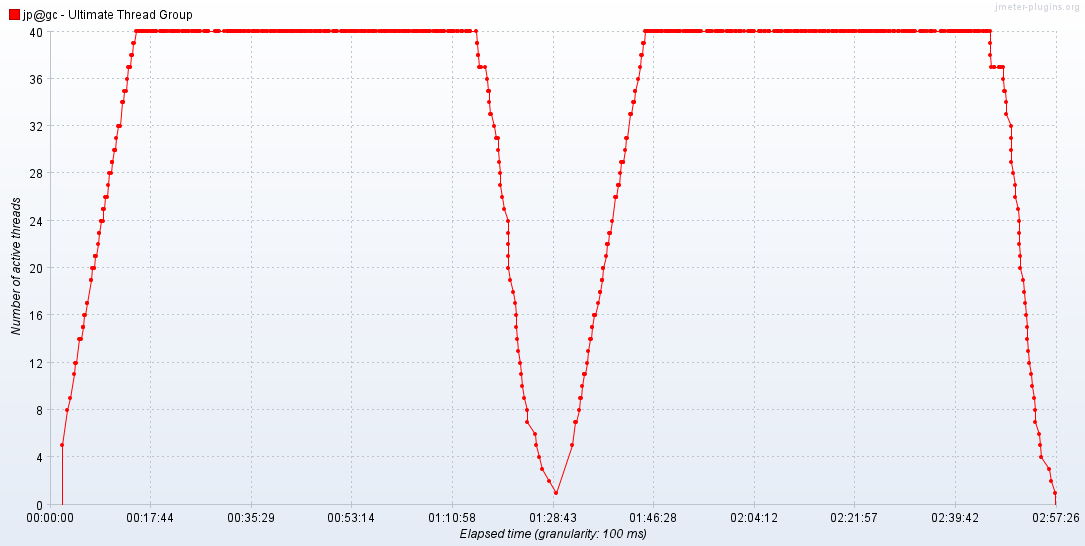 jp@gc - Ultimate Thread Group
jmeter-plugins.org
40
36
32
28
24
20
16
12
8
4
0
Number of active threads
00:00:00 00:17:44 00:35:29 00:53:14 01:10:58 01:28:43 01:46:28 02:04:12 02:21:57 02:39:42 02:57:26
Elapsed time (granularity: 100 ms)